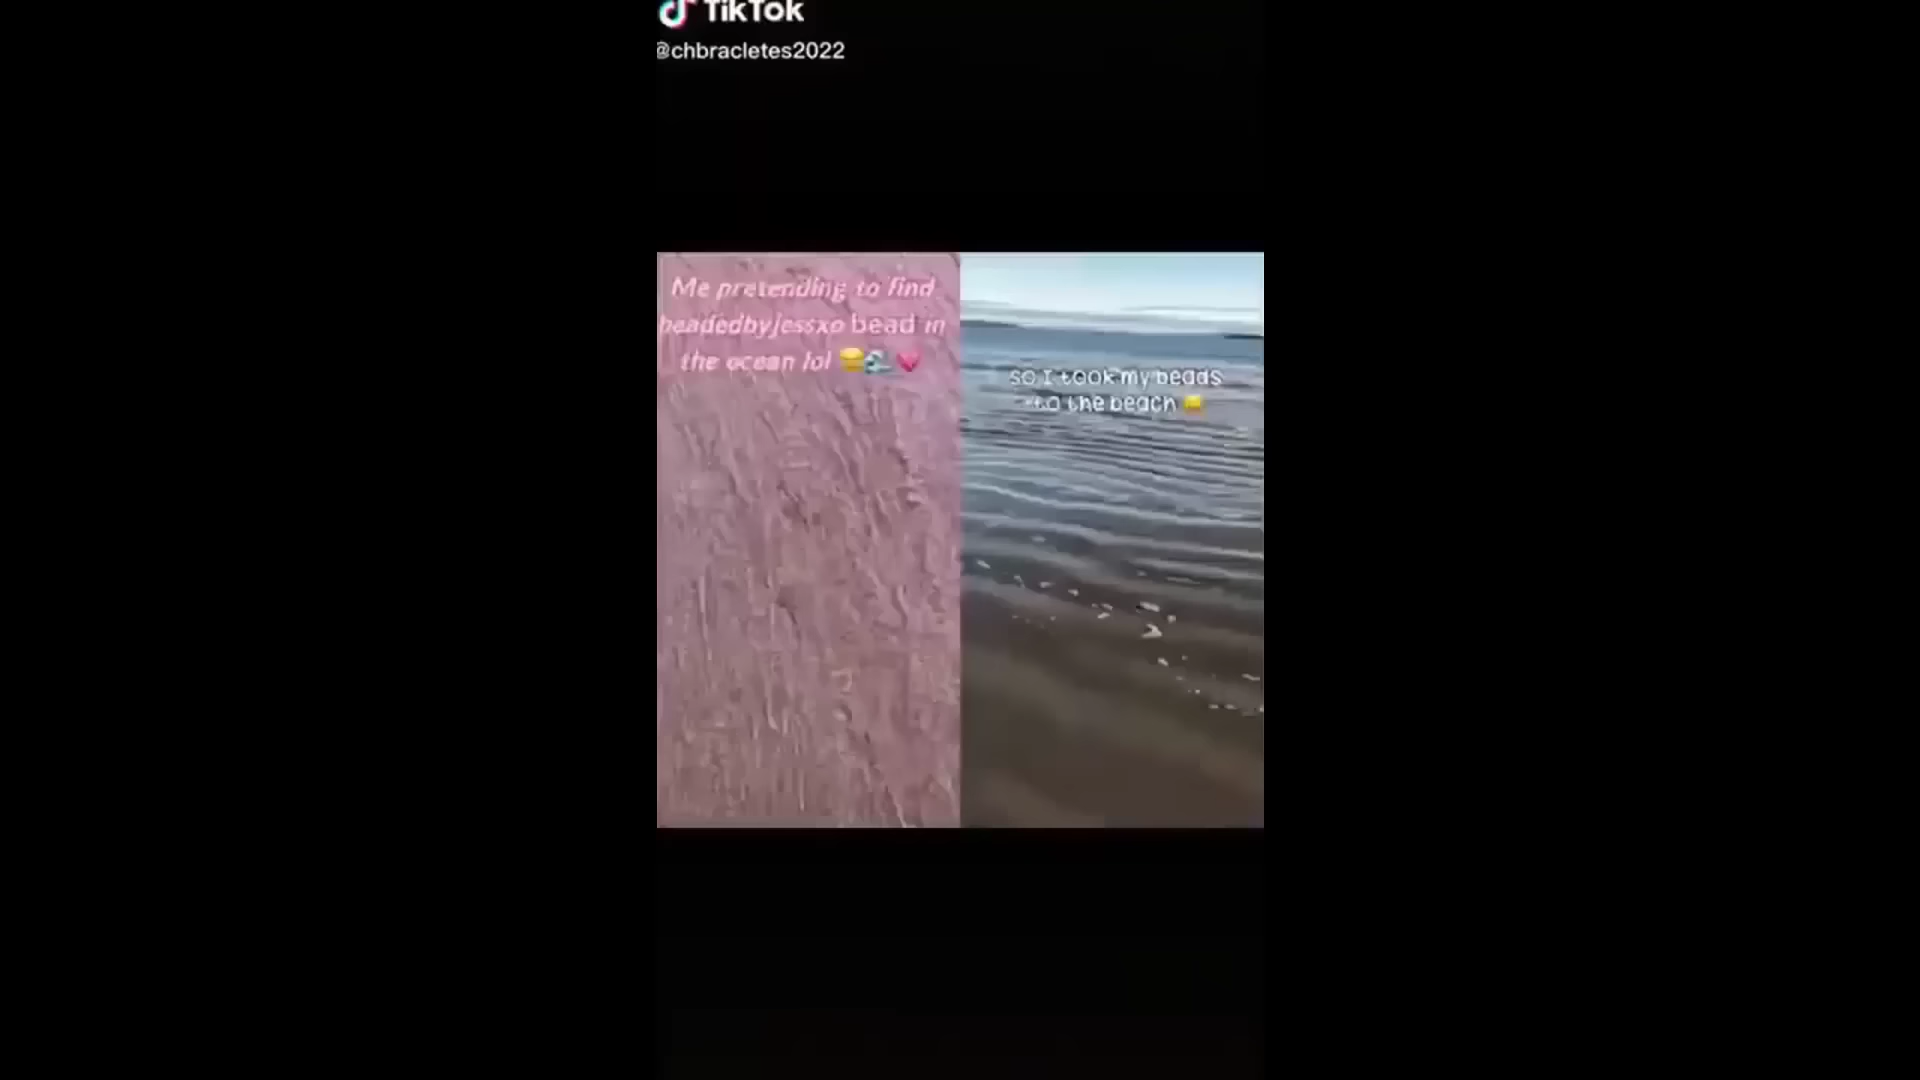 TikTok
@chbracletes2022
Me pretending to find
beadedbyjessxo bead in
the ocean lol
so I took my beads
to the beach